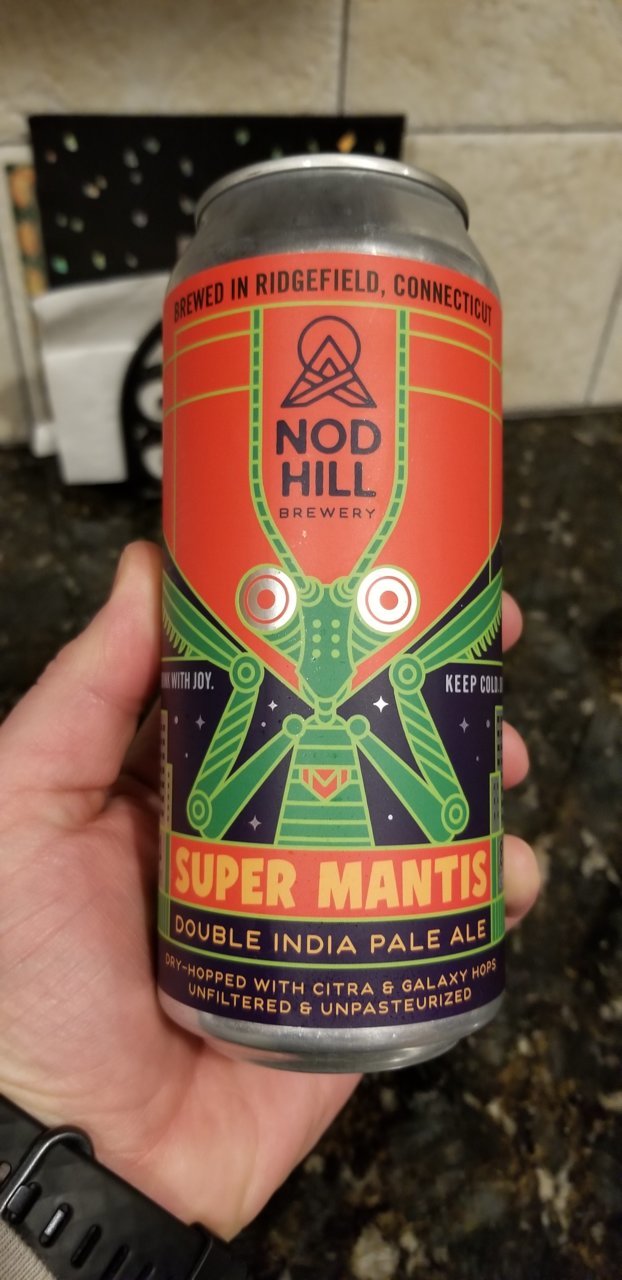 BREWED IN RIDGEFIELD, CONNECTICUT
NOD
HILL
BREWERY
WITH JOY.
KEEP COLD.
M
SUPER MANTIS
DOUBLE INDIA PALE ALE
DRY-HOPPED WITH CITRA & GALAXY HOPS
UNFILTERED & UNPASTEURIZED